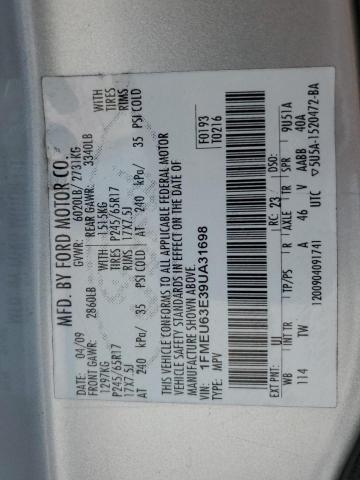 MFD. BY FORD MOTOR CO.
04/09 GVWR: 6020LB/2731KG
FRONT GAWR: 2860LB REAR GAWR: 3340LB
1297KG WITH 1515KG WITH
P245/65R17 TIRES P245/65R17 TIRES
17X7.5J RIMS 17X7.5J RIMS
AT 240 kPa/ 35 PSI COLD AT 240 kPa/ 35 PSI COLD
THIS VEHICLE CONFORMS TO ALL APPLICABLE FEDERAL MOTOR
VEHICLE SAFETY STANDARDS IN EFFECT ON THE DATE OF
MANUFACTURE SHOWN ABOVE.
VIN: 1FMEU63E39UA31698 F0193
TYPE: MPV T0216
EXT PNT: UI RC: 23 DSO:
WB INT TR TP/PS R AXLE TR SPR 9U51A
114 TW A 46 V AABB 40A
1200904091741 UTC 5U5A-1520472-BA